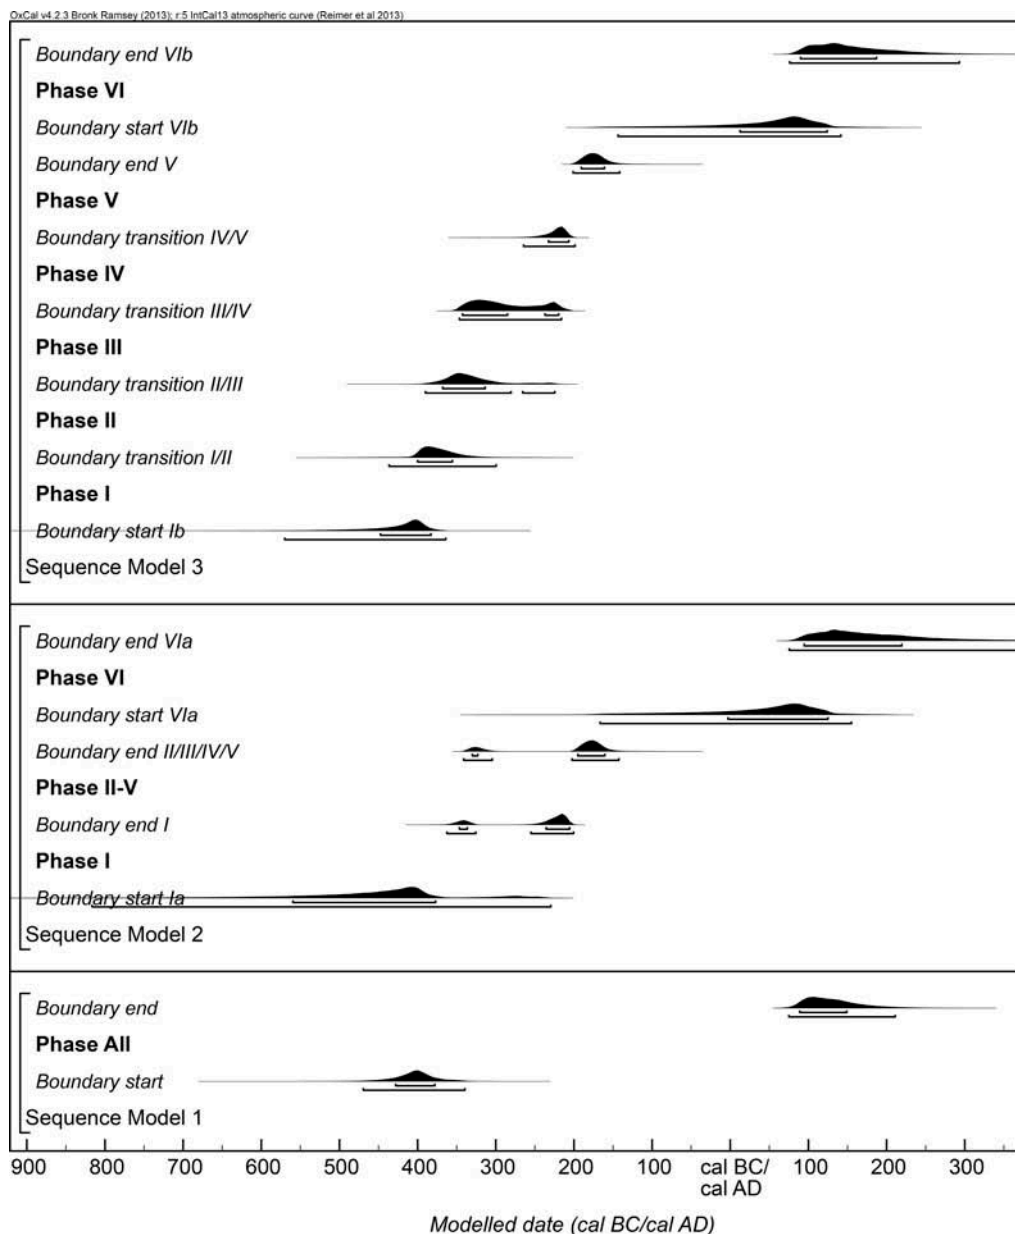 OxCal v4.2.3 Bronk Ramsey (2013); r:5 IntCal13 atmospheric curve (Reimer et al 2013)
Boundary end VIb
Phase VI
Boundary start VIb
Boundary end V
Phase V
Boundary transition IV/V
Phase IV
Boundary transition III/IV
Phase III
Boundary transition II/III
Phase II
Boundary transition I/II
Phase I
Boundary start Ib
Sequence Model 3
Boundary end VIa
Phase VI
Boundary start VIa
Boundary end II/III/IV/V
Phase II-V
Boundary end I
Phase I
Boundary start Ia
Sequence Model 2
Boundary end
Phase All
Boundary start
Sequence Model 1
900 800 700 600 500 400 300 200 100 cal BC/ 100 200 300
cal AD
Modelled date (cal BC/cal AD)